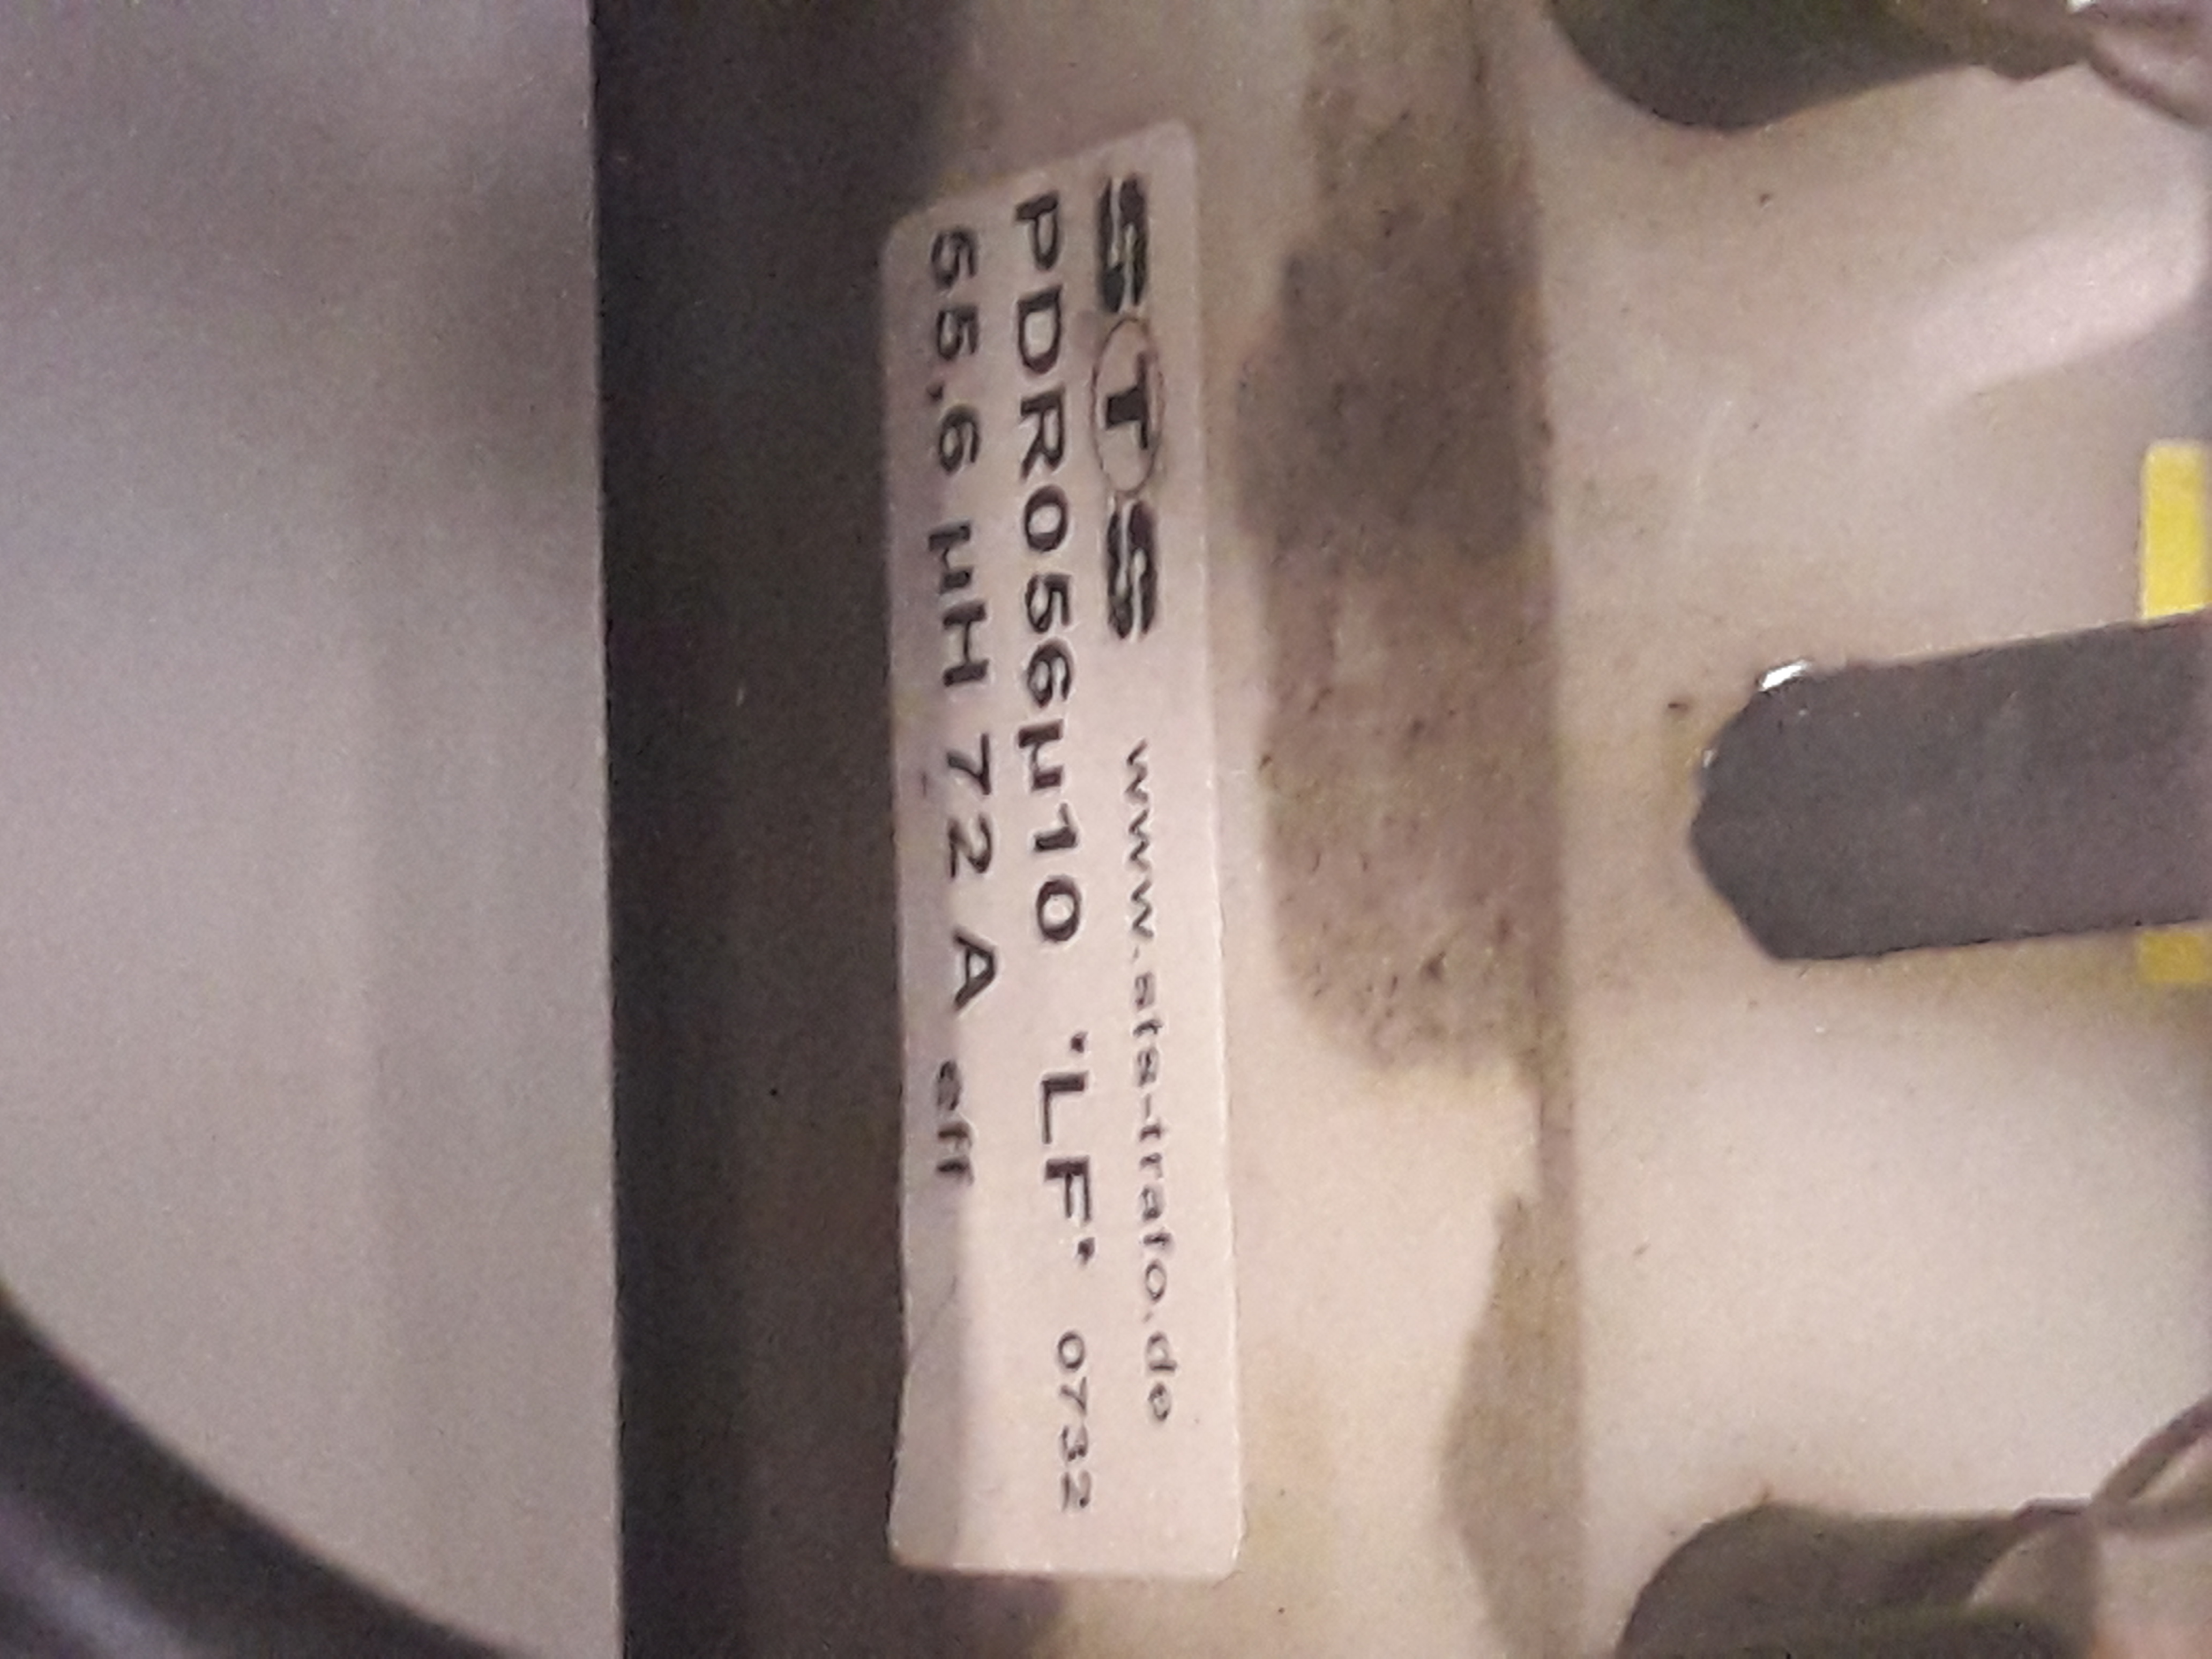 STS www.sts-trafo.de
PDR056µ10 'LF' 0732
55,6 µH 72 A eff